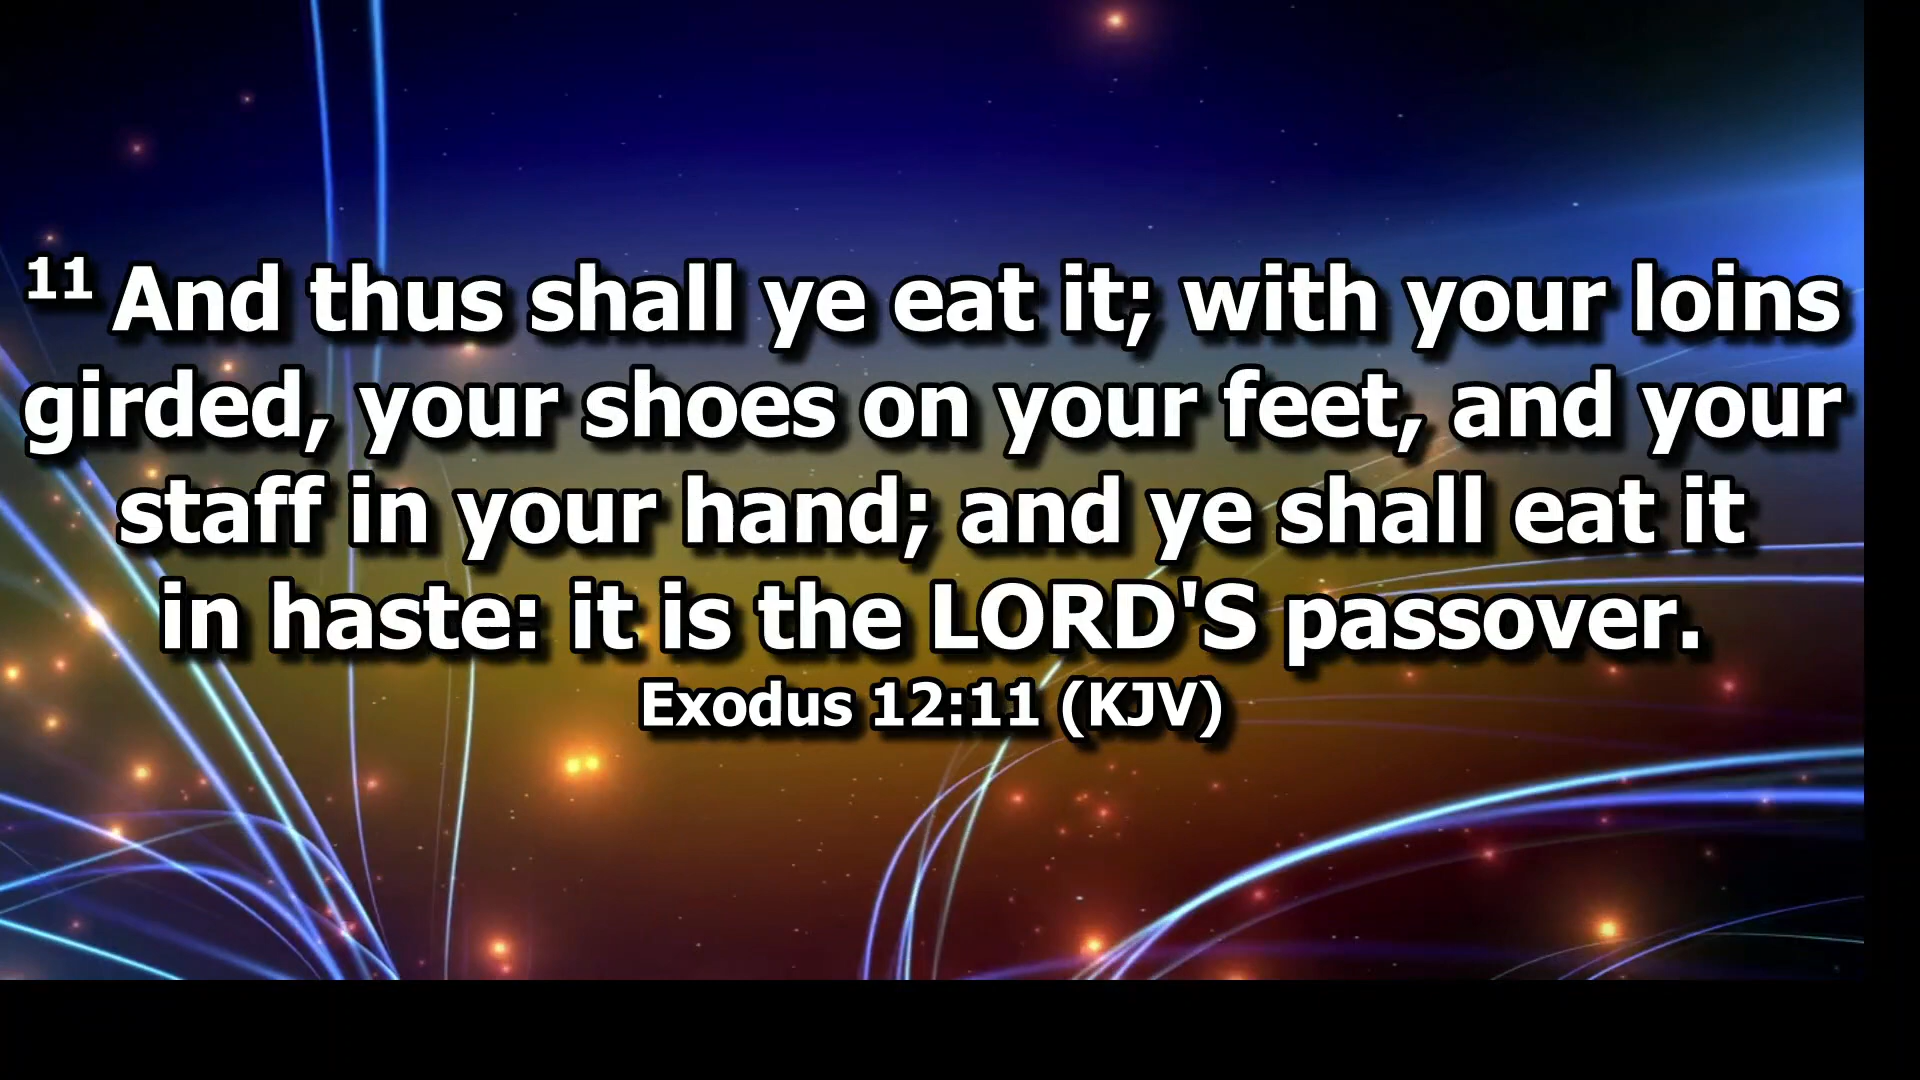 11 And thus shall ye eat it; with your loins
girded, your shoes on your feet, and your
staff in your hand; and ye shall eat it
in haste: it is the LORD'S passover.
Exodus 12:11 (KJV)